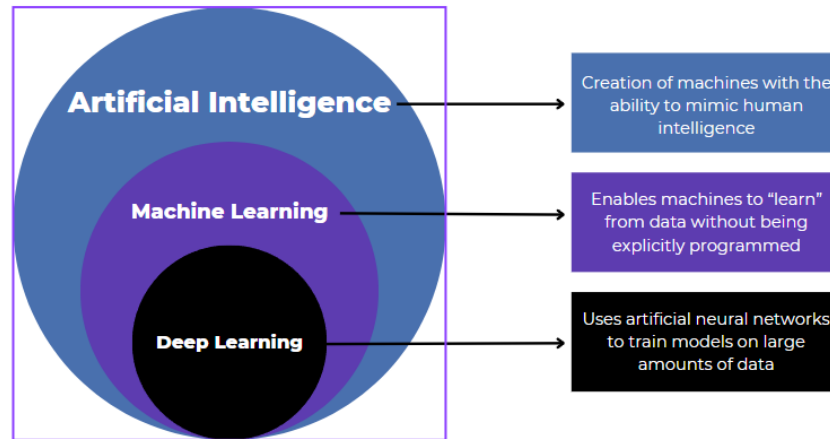 Artificial Intelligence
Creation of machines with the
ability to mimic human
intelligence
Machine Learning
Enables machines to “learn”
from data without being
explicitly programmed
Deep Learning
Uses artificial neural networks
to train models on large
amounts of data